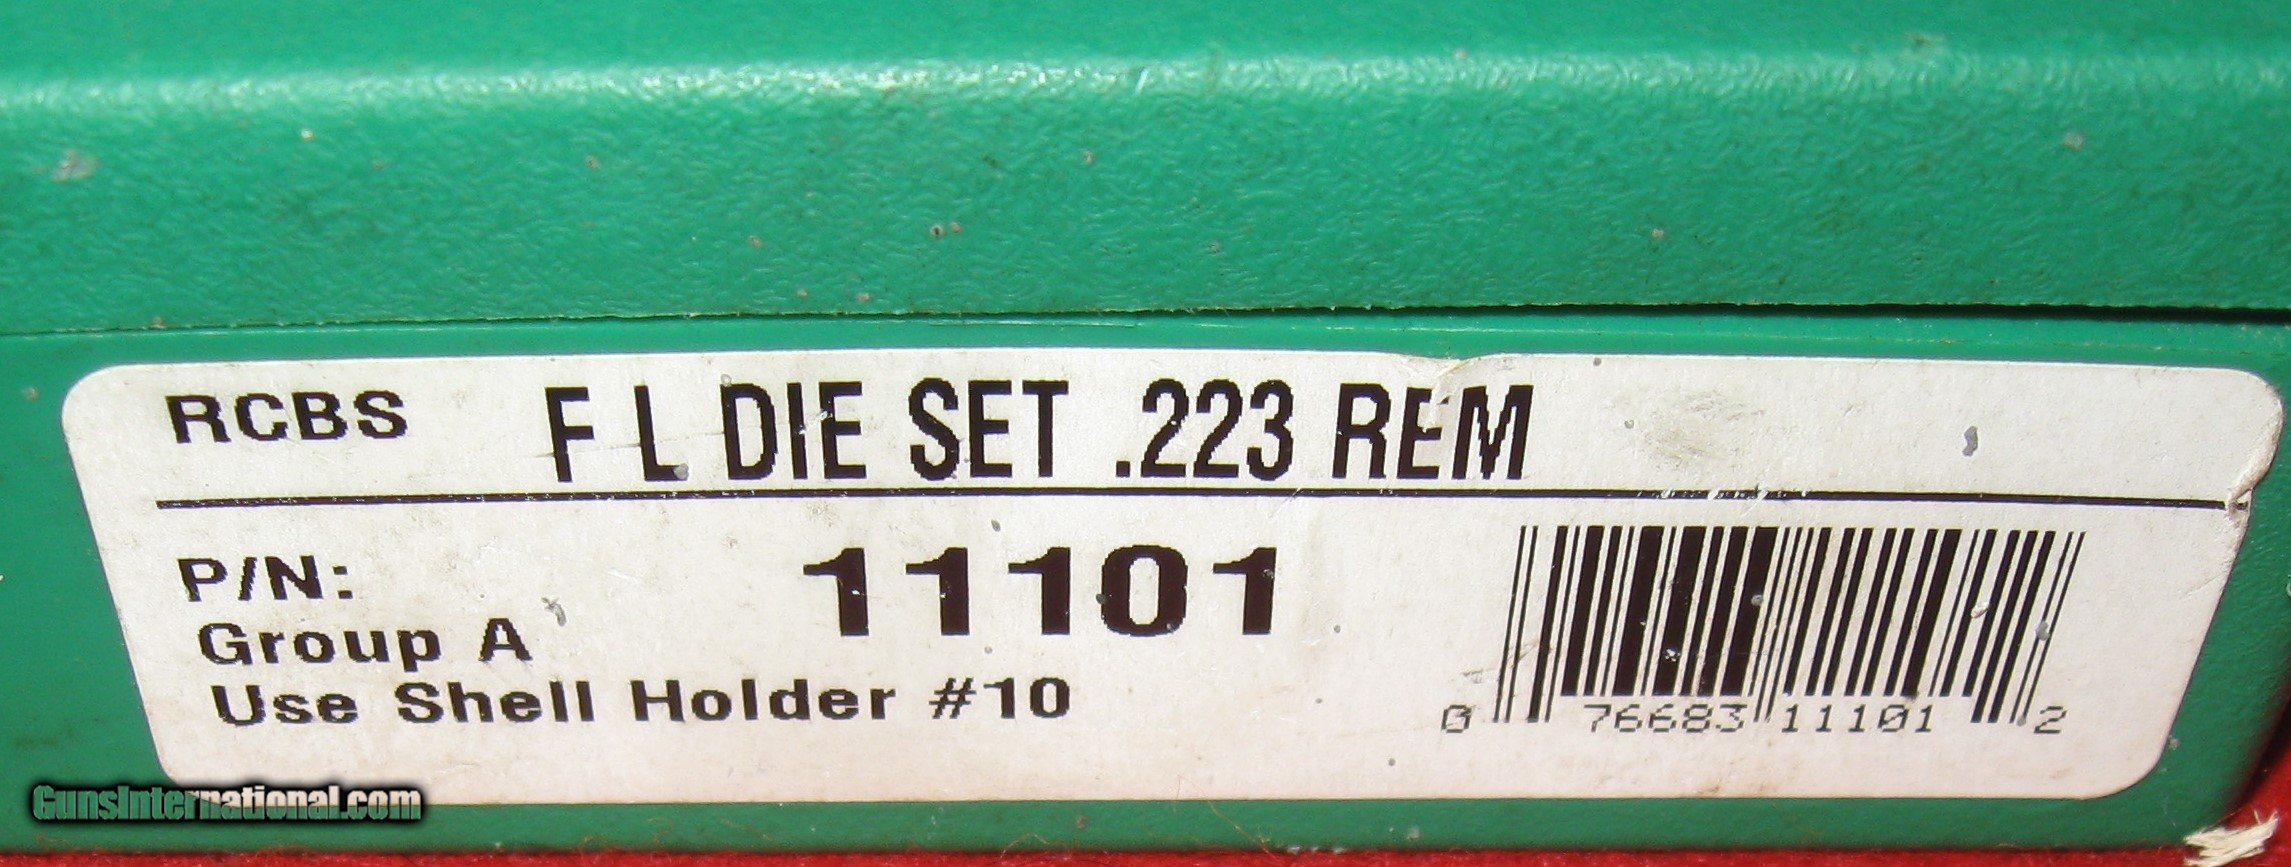 RCBS F L DIE SET .223 REM
P/N: 11101
Group A
Use Shell Holder #10
0 76683 11101 2
GunsInternational.com